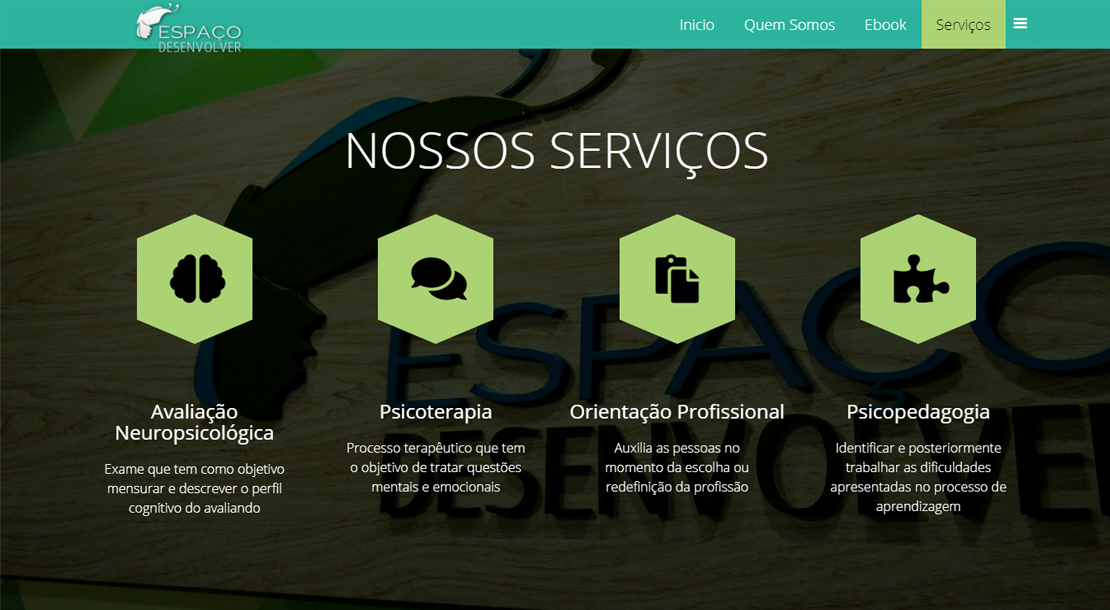 ESPAÇO
DESENVOLVER
Inicio
Quem Somos
Ebook
Serviços
NOSSOS SERVIÇOS
ESPAÇO
DESENVOLVER
Avaliação
Neuropsicológica
Exame que tem como objetivo
mensurar e descrever o perfil
cognitivo do avaliando
Psicoterapia
Processo terapêutico que tem
o objetivo de tratar questões
mentais e emocionais
Orientação Profissional
Auxilia as pessoas no
momento da escolha ou
redefinição da profissão
Psicopedagogia
Identificar e posteriormente
trabalhar as dificuldades
apresentadas no processo de
aprendizagem